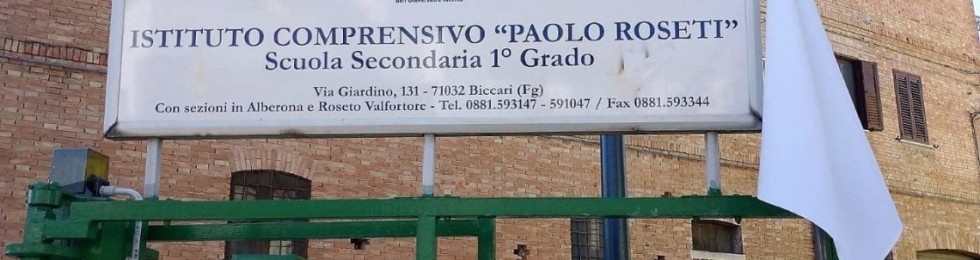 ISTITUTO COMPRENSIVO “PAOLO ROSETI”
Scuola Secondaria 1° Grado
Via Giardino, 131 - 71032 Biccari (Fg)
Con sezioni in Alberona e Roseto Valfortore - Tel. 0881.593147 - 591047 / Fax 0881.593344